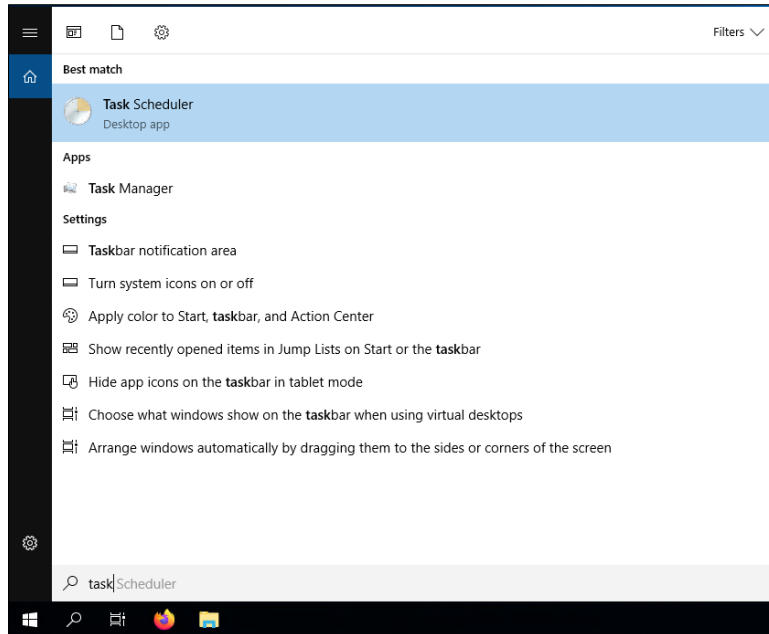 Filters
Best match
Task Scheduler
Desktop app
Apps
Task Manager
Settings
Taskbar notification area
Turn system icons on or off
Apply color to Start, taskbar, and Action Center
Show recently opened items in Jump Lists on Start or the taskbar
Hide app icons on the taskbar in tablet mode
Choose what windows show on the taskbar when using virtual desktops
Arrange windows automatically by dragging them to the sides or corners of the screen
task Scheduler